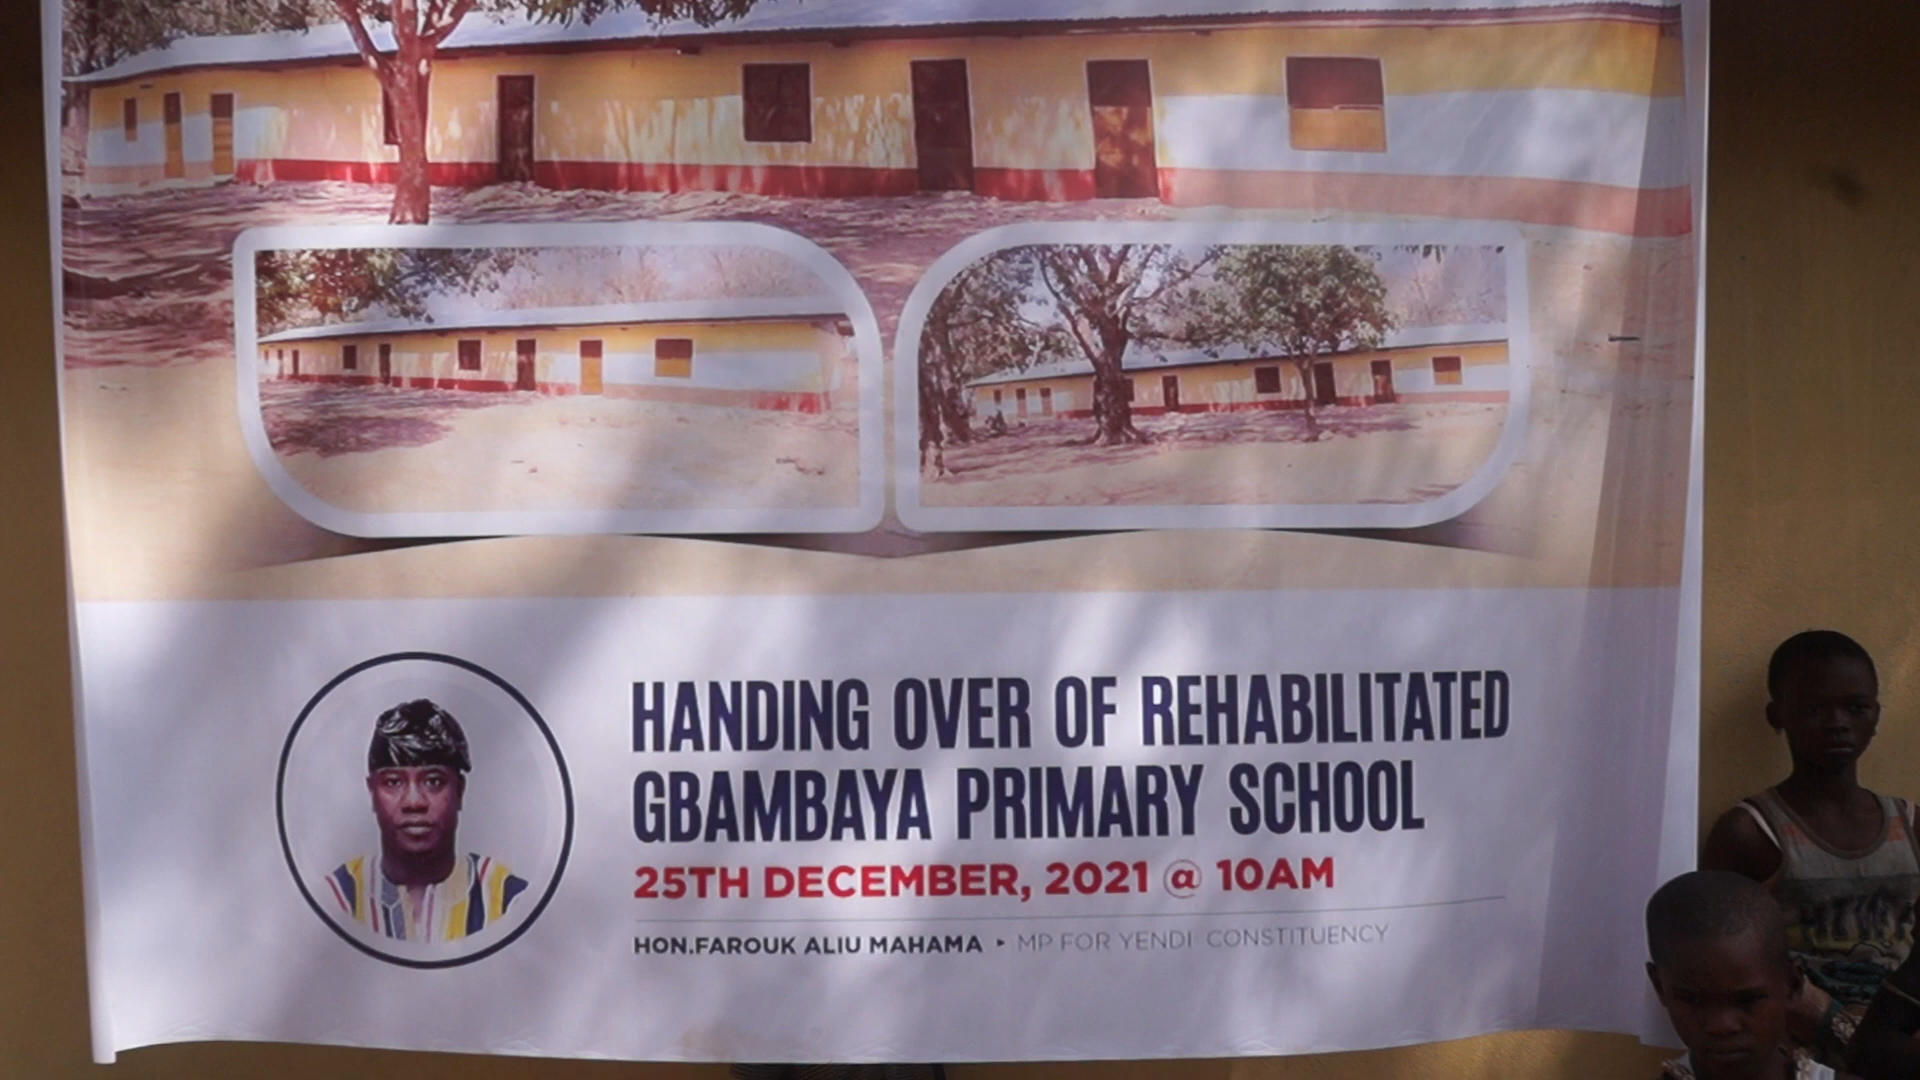 HANDING OVER OF REHABILITATED
GBAMBAYA PRIMARY SCHOOL
25TH DECEMBER, 2021 @ 10AM
HON.FAROUK ALIU MAHAMA ▸ MP FOR YENDI CONSTITUENCY